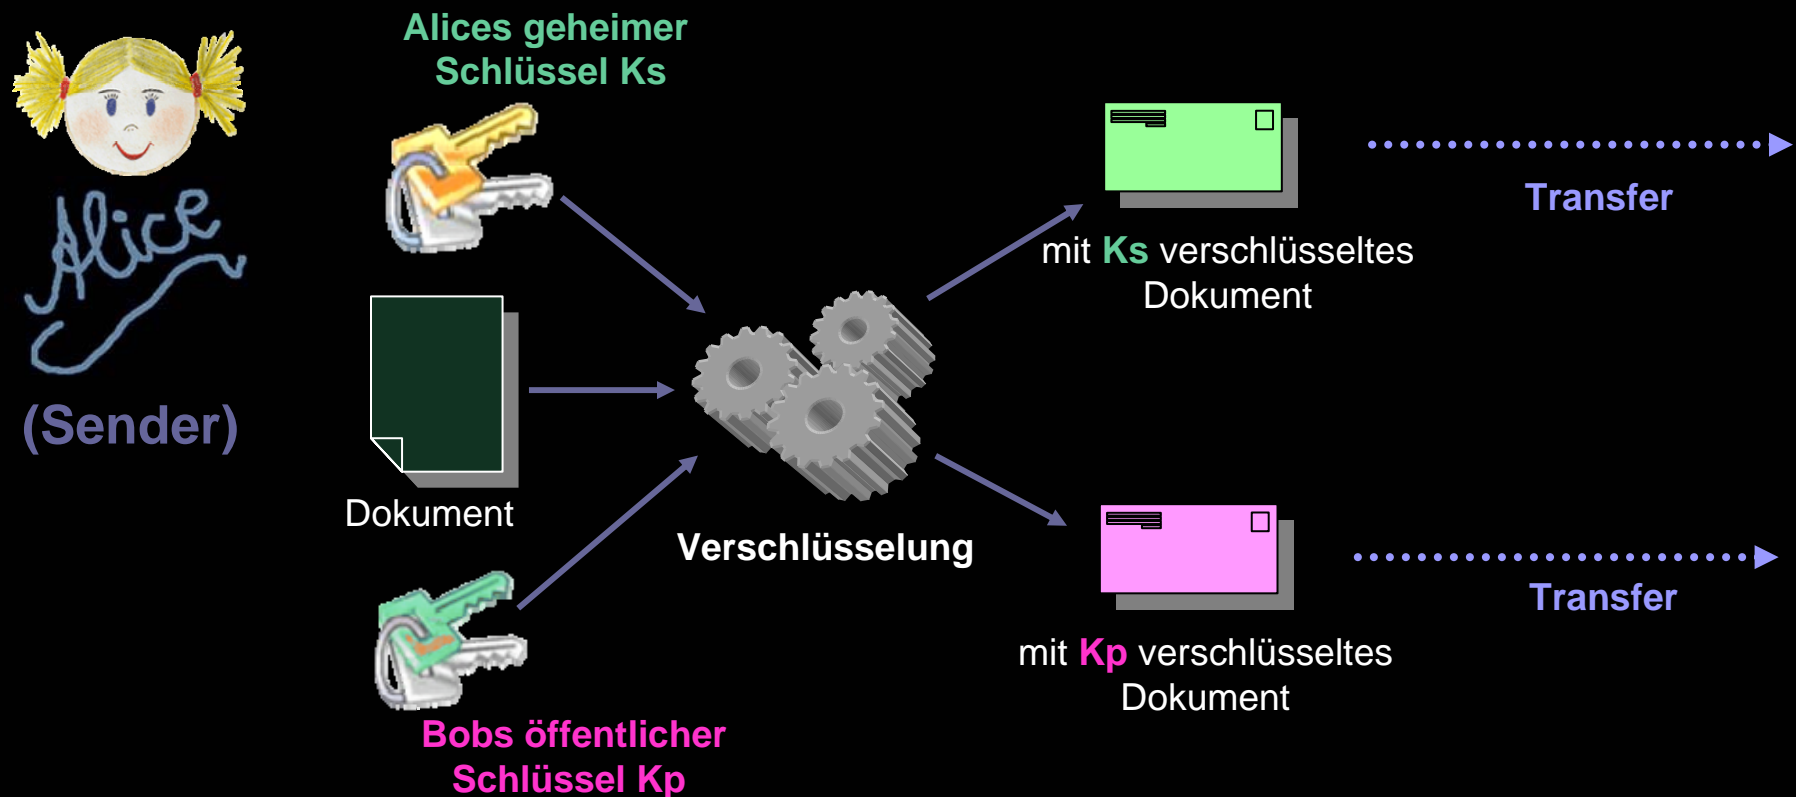 Alice
(Sender)
Alices geheimer
Schlüssel Ks
Dokument
Bobs öffentlicher
Schlüssel Kp
Verschlüsselung
mit Ks verschlüsseltes
Dokument
Transfer
mit Kp verschlüsseltes
Dokument
Transfer